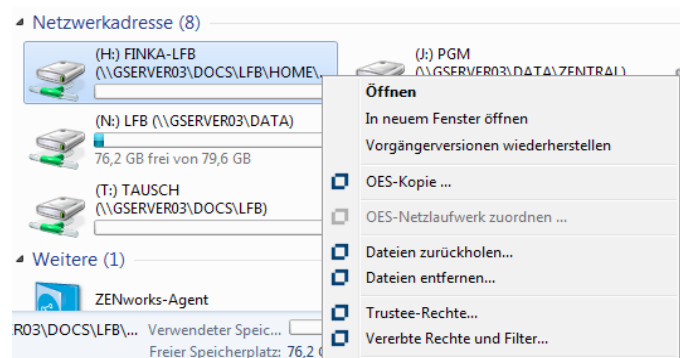 Netzwerkadresse (8)
(H:) FINKA-LFB
(\\GSERVER03\DOCS\LFB\HOME\...
(J:) PGM
(\\GSERVER03\DATA\ZENTRAL)
(N:) LFB (\\GSERVER03\DATA)
76,2 GB frei von 79,6 GB
(T:) TAUSCH
(\\GSERVER03\DOCS\LFB)
Weitere (1)
ZENworks-Agent
R03\DOCS\LFB\... Verwendeter Speic...
Freier Speicherplatz: 76,2
Öffnen
In neuem Fenster öffnen
Vorgängerversionen wiederherstellen
OES-Kopie ...
OES-Netzlaufwerk zuordnen ...
Dateien zurückholen...
Dateien entfernen...
Trustee-Rechte...
Vererbte Rechte und Filter...